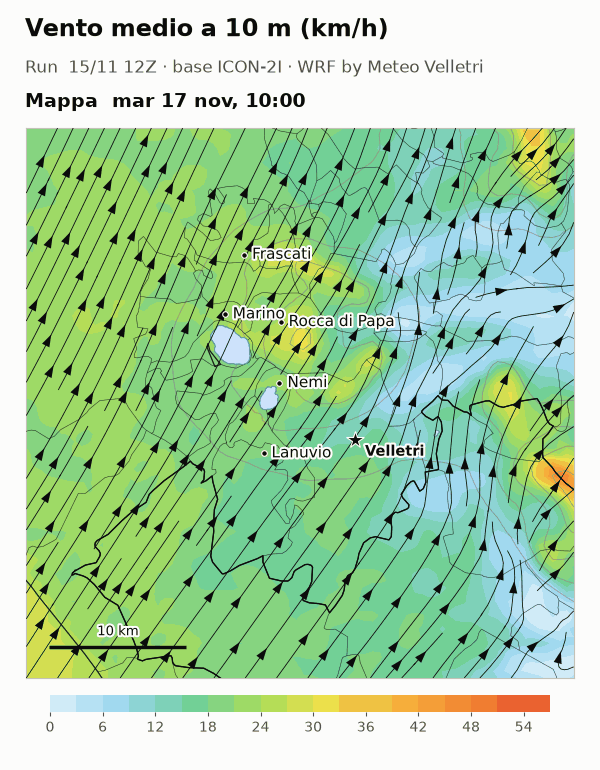 Vento medio a 10 m (km/h)
Run  15/11 12Z · base ICON-2I · WRF by Meteo Velletri
Mappa  mar 17 nov, 10:00
Frascati
Marino
Rocca di Papa
Nemi
Velletri
Lanuvio
10 km
0 6 12 18 24 30 36 42 48 54